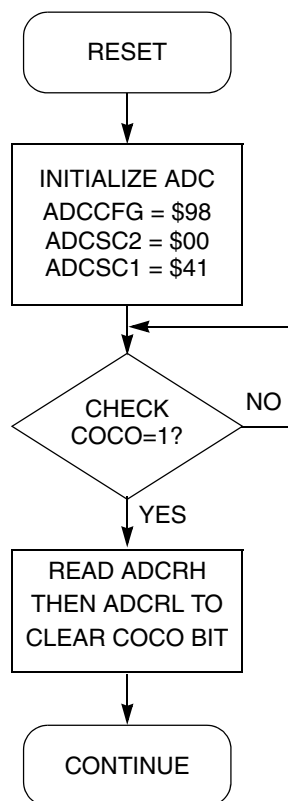 RESET
INITIALIZE ADC
ADCCFG = $98
ADCSC2 = $00
ADCSC1 = $41
CHECK
COCO=1?
NO
YES
READ ADCRH
THEN ADCRL TO
CLEAR COCO BIT
CONTINUE